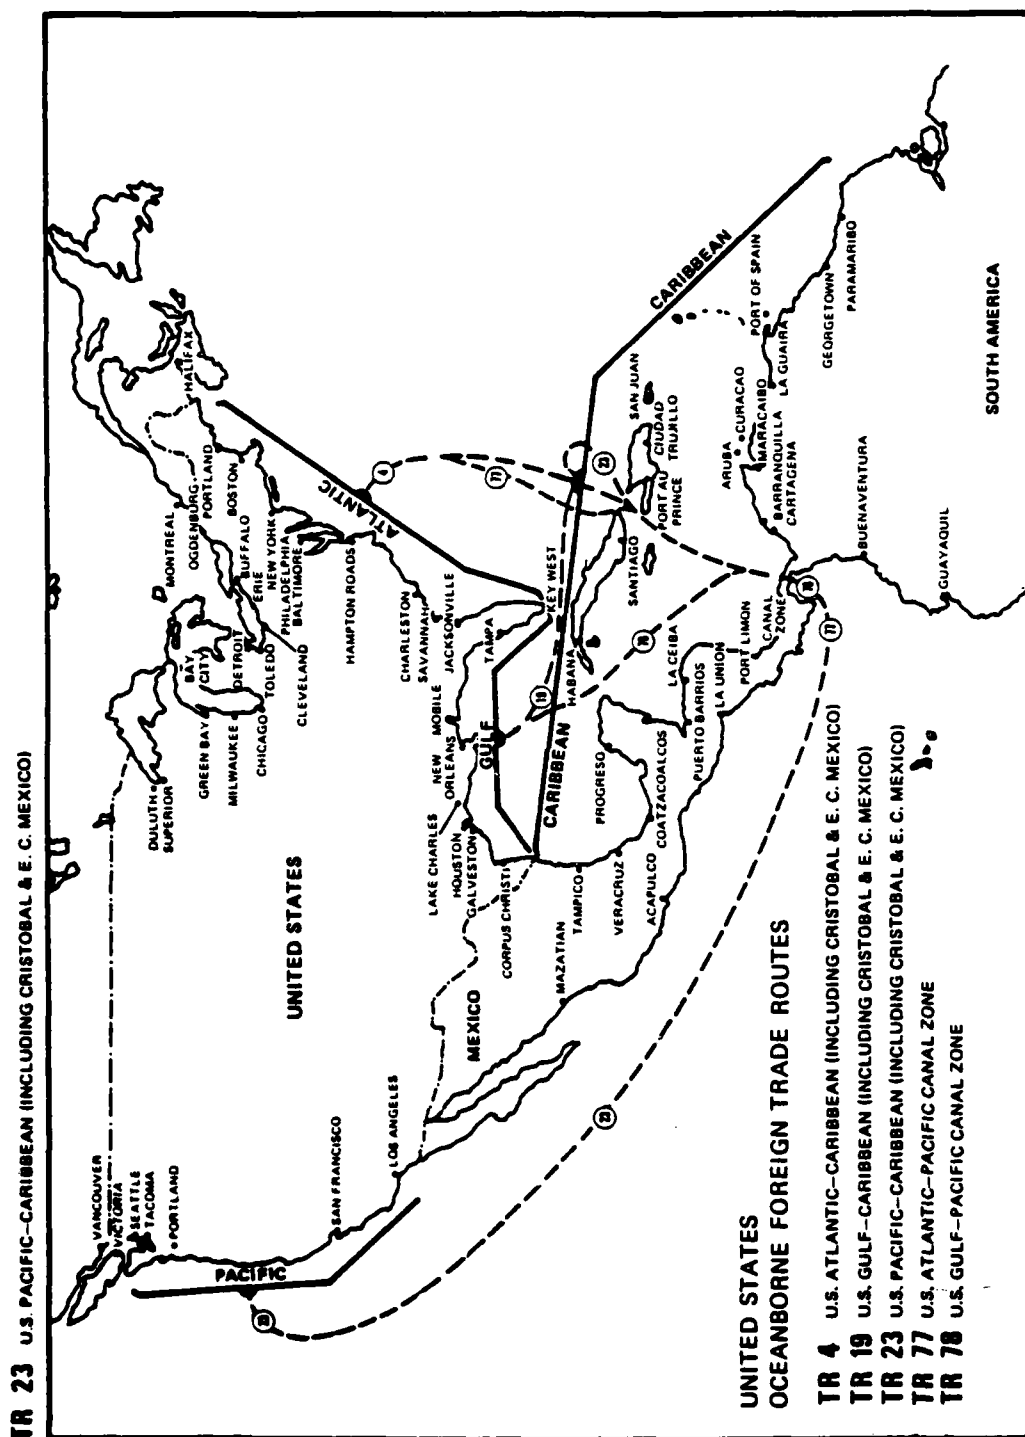 TR 23 U.S. PACIFIC–CARIBBEAN (INCLUDING CRISTOBAL & E. C. MEXICO)
VANCOUVER
VICTORIA
SEATTLE
TACOMA
PORTLAND
PACIFIC
23
SAN FRANCISCO
LOS ANGELES
UNITED STATES
MEXICO
DULUTH
SUPERIOR
GREEN BAY
MILWAUKEE
CHICAGO
BAY
CITY
DETROIT
TOLEDO
CLEVELAND
MONTREAL
OGDENBURG
PORTLAND
BOSTON
BUFFALO
ERIE
NEW YORK
PHILADELPHIA
BALTIMORE
HALIFAX
HAMPTON ROADS
ATLANTIC
4
CHARLESTON
SAVANNAH
JACKSONVILLE
TAMPA
KEY WEST
MOBILE
NEW
ORLEANS
LAKE CHARLES
HOUSTON
GALVESTON
CORPUS CHRISTI
GULF
19
77
23
CARIBBEAN
CARIBBEAN
HABANA
78
SANTIAGO
PORT AU
PRINCE
CIUDAD
TRUJILLO
SAN JUAN
MAZATIAN
TAMPICO
VERACRUZ
ACAPULCO
COATZACOALCOS
PROGRESO
PUERTO BARRIOS
LA CEIBA
LA UNION
PORT LIMON
CANAL
ZONE
78
77
23
ARUBA
CURACAO
MARACAIBO
BARRANQUILLA
CARTAGENA
LA GUAIRA
PORT OF SPAIN
GEORGETOWN
PARAMARIBO
BUENAVENTURA
GUAYAQUIL
SOUTH AMERICA
UNITED STATES
OCEANBORNE FOREIGN TRADE ROUTES
TR 4 U.S. ATLANTIC–CARIBBEAN (INCLUDING CRISTOBAL & E. C. MEXICO)
TR 19 U.S. GULF–CARIBBEAN (INCLUDING CRISTOBAL & E. C. MEXICO)
TR 23 U.S. PACIFIC–CARIBBEAN (INCLUDING CRISTOBAL & E. C. MEXICO)
TR 77 U.S. ATLANTIC–PACIFIC CANAL ZONE
TR 78 U.S. GULF–PACIFIC CANAL ZONE